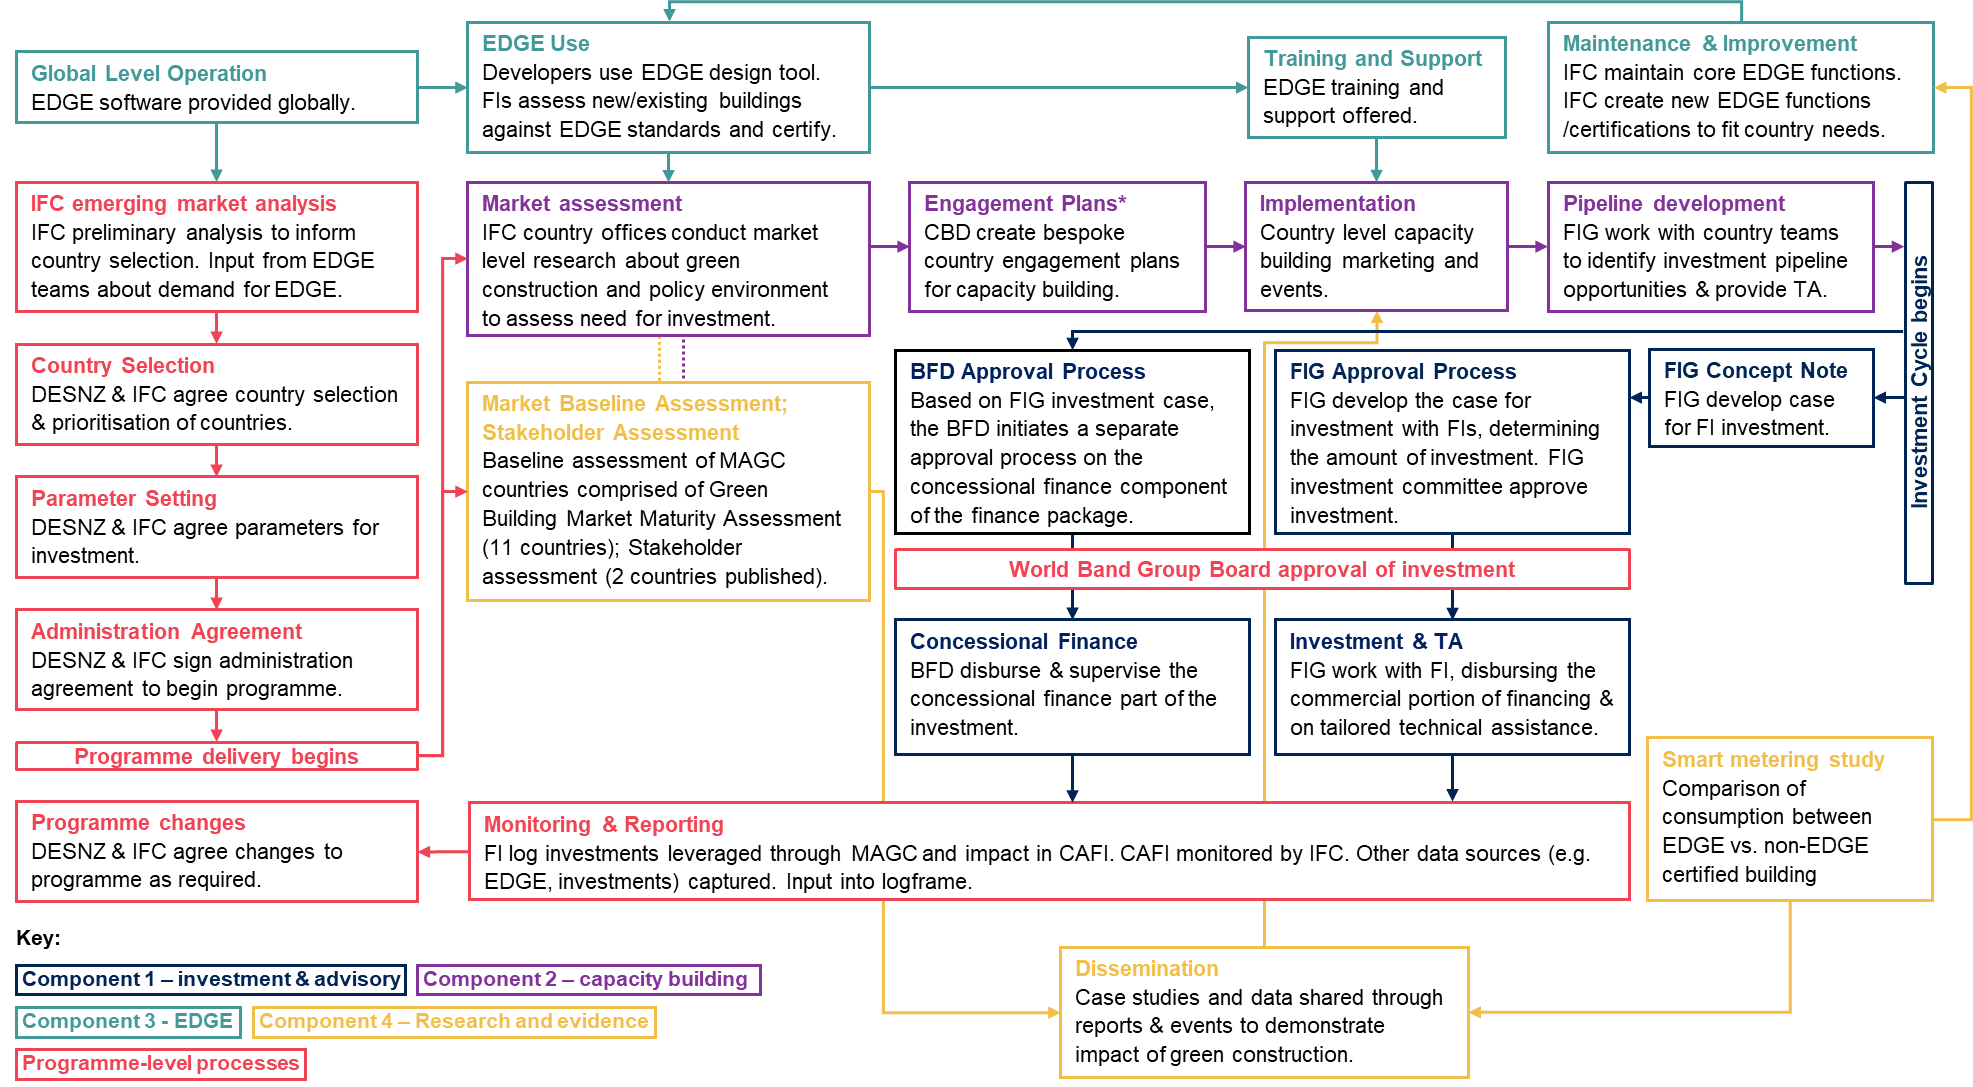 Global Level Operation
EDGE software provided globally.
EDGE Use
Developers use EDGE design tool.
FIs assess new/existing buildings
against EDGE standards and certify.
Training and Support
EDGE training and
support offered.
Maintenance & Improvement
IFC maintain core EDGE functions.
IFC create new EDGE functions
/certifications to fit country needs.
IFC emerging market analysis
IFC preliminary analysis to inform
country selection. Input from EDGE
teams about demand for EDGE.
Market assessment
IFC country offices conduct market
level research about green
construction and policy environment
to assess need for investment.
Engagement Plans*
CBD create bespoke
country engagement plans
for capacity building.
Implementation
Country level capacity
building marketing and
events.
Pipeline development
FIG work with country teams
to identify investment pipeline
opportunities & provide TA.
Investment Cycle begins
Country Selection
DESNZ & IFC agree country selection
& prioritisation of countries.
Market Baseline Assessment;
Stakeholder Assessment
Baseline assessment of MAGC
countries comprised of Green
Building Market Maturity Assessment
(11 countries); Stakeholder
assessment (2 countries published).
BFD Approval Process
Based on FIG investment case,
the BFD initiates a separate
approval process on the
concessional finance component
of the finance package.
FIG Approval Process
FIG develop the case for
investment with FIs, determining
the amount of investment. FIG
investment committee approve
investment.
FIG Concept Note
FIG develop case
for FI investment.
Parameter Setting
DESNZ & IFC agree parameters for
investment.
World Band Group Board approval of investment
Administration Agreement
DESNZ & IFC sign administration
agreement to begin programme.
Concessional Finance
BFD disburse & supervise the
concessional finance part of the
investment.
Investment & TA
FIG work with FI, disbursing the
commercial portion of financing &
on tailored technical assistance.
Programme delivery begins
Smart metering study
Comparison of
consumption between
EDGE vs. non-EDGE
certified building
Programme changes
DESNZ & IFC agree changes to
programme as required.
Monitoring & Reporting
FI log investments leveraged through MAGC and impact in CAFI. CAFI monitored by IFC. Other data sources (e.g.
EDGE, investments) captured. Input into logframe.
Dissemination
Case studies and data shared through
reports & events to demonstrate
impact of green construction.
Key:
Component 1 – investment & advisory
Component 2 – capacity building
Component 3 - EDGE
Component 4 – Research and evidence
Programme-level processes